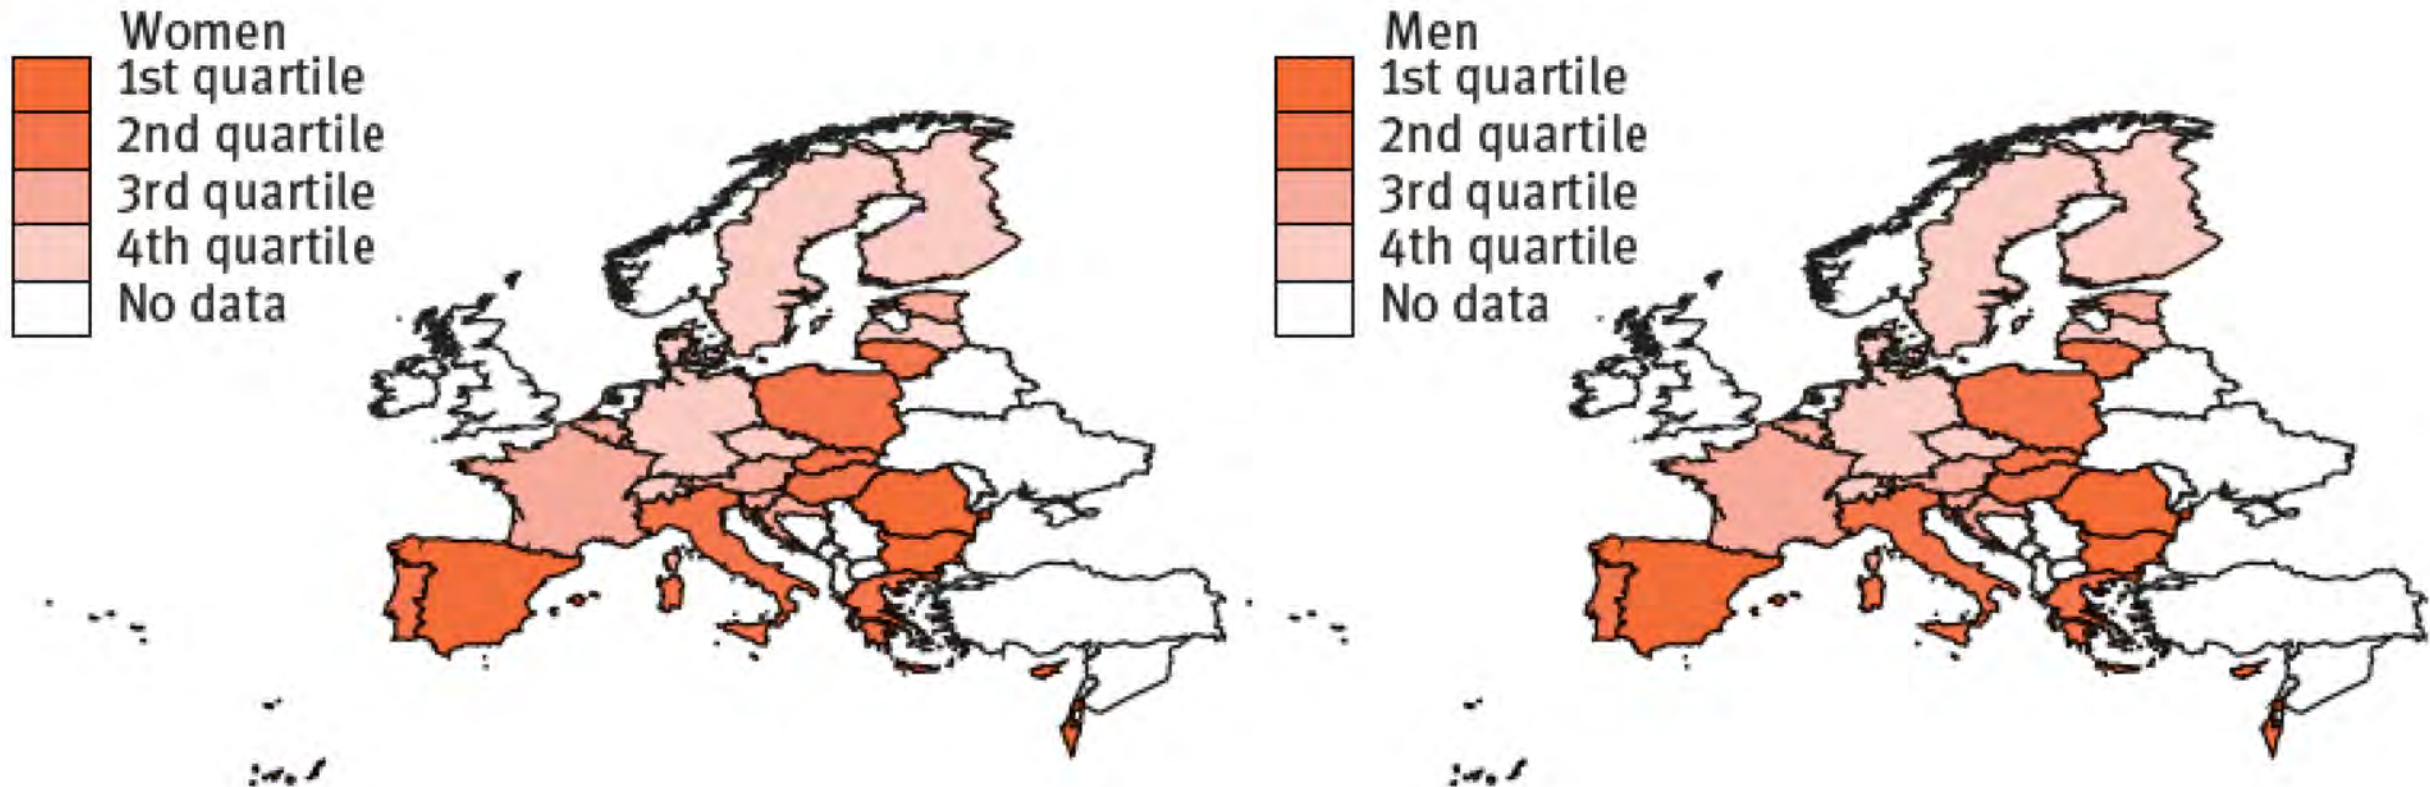 Women
1st quartile
2nd quartile
3rd quartile
4th quartile
No data
Men
1st quartile
2nd quartile
3rd quartile
4th quartile
No data